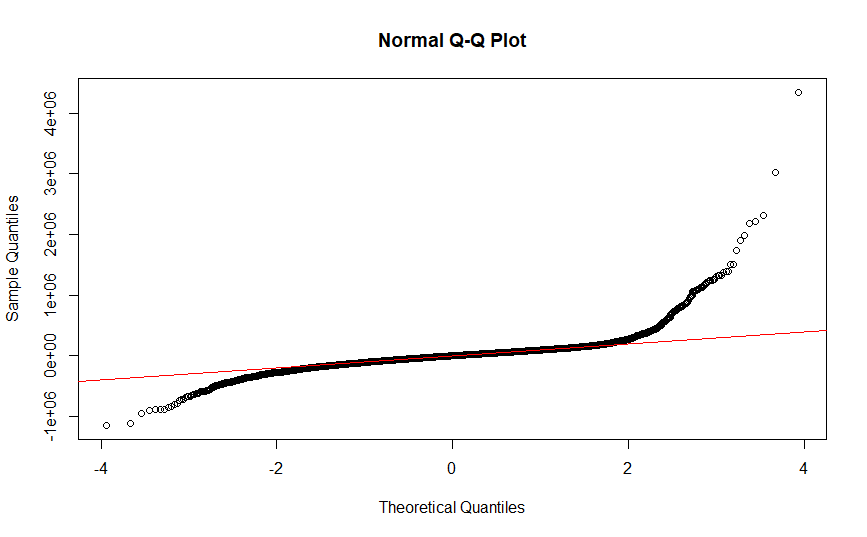 Normal Q-Q Plot
Sample Quantiles
4e+06
3e+06
2e+06
1e+06
0e+00
-1e+06
-4
-2
0
2
4
Theoretical Quantiles